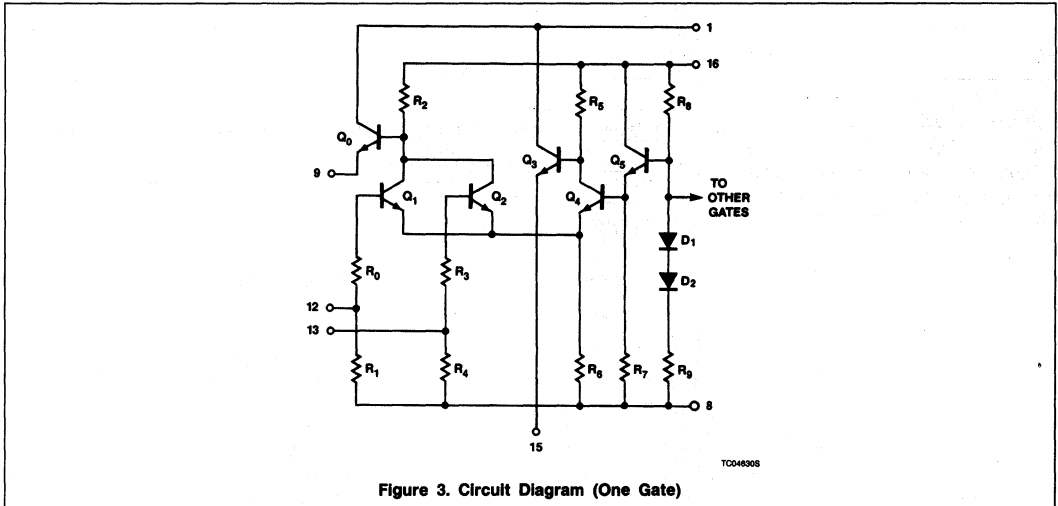 1
16
R2
R5
R8
Q0
Q3
Q5
9
Q1
Q2
Q4
TO
OTHER
GATES
D1
R0
R3
D2
12
13
R1
R4
R6
R7
R9
8
15
TC04630S
Figure 3. Circuit Diagram (One Gate)